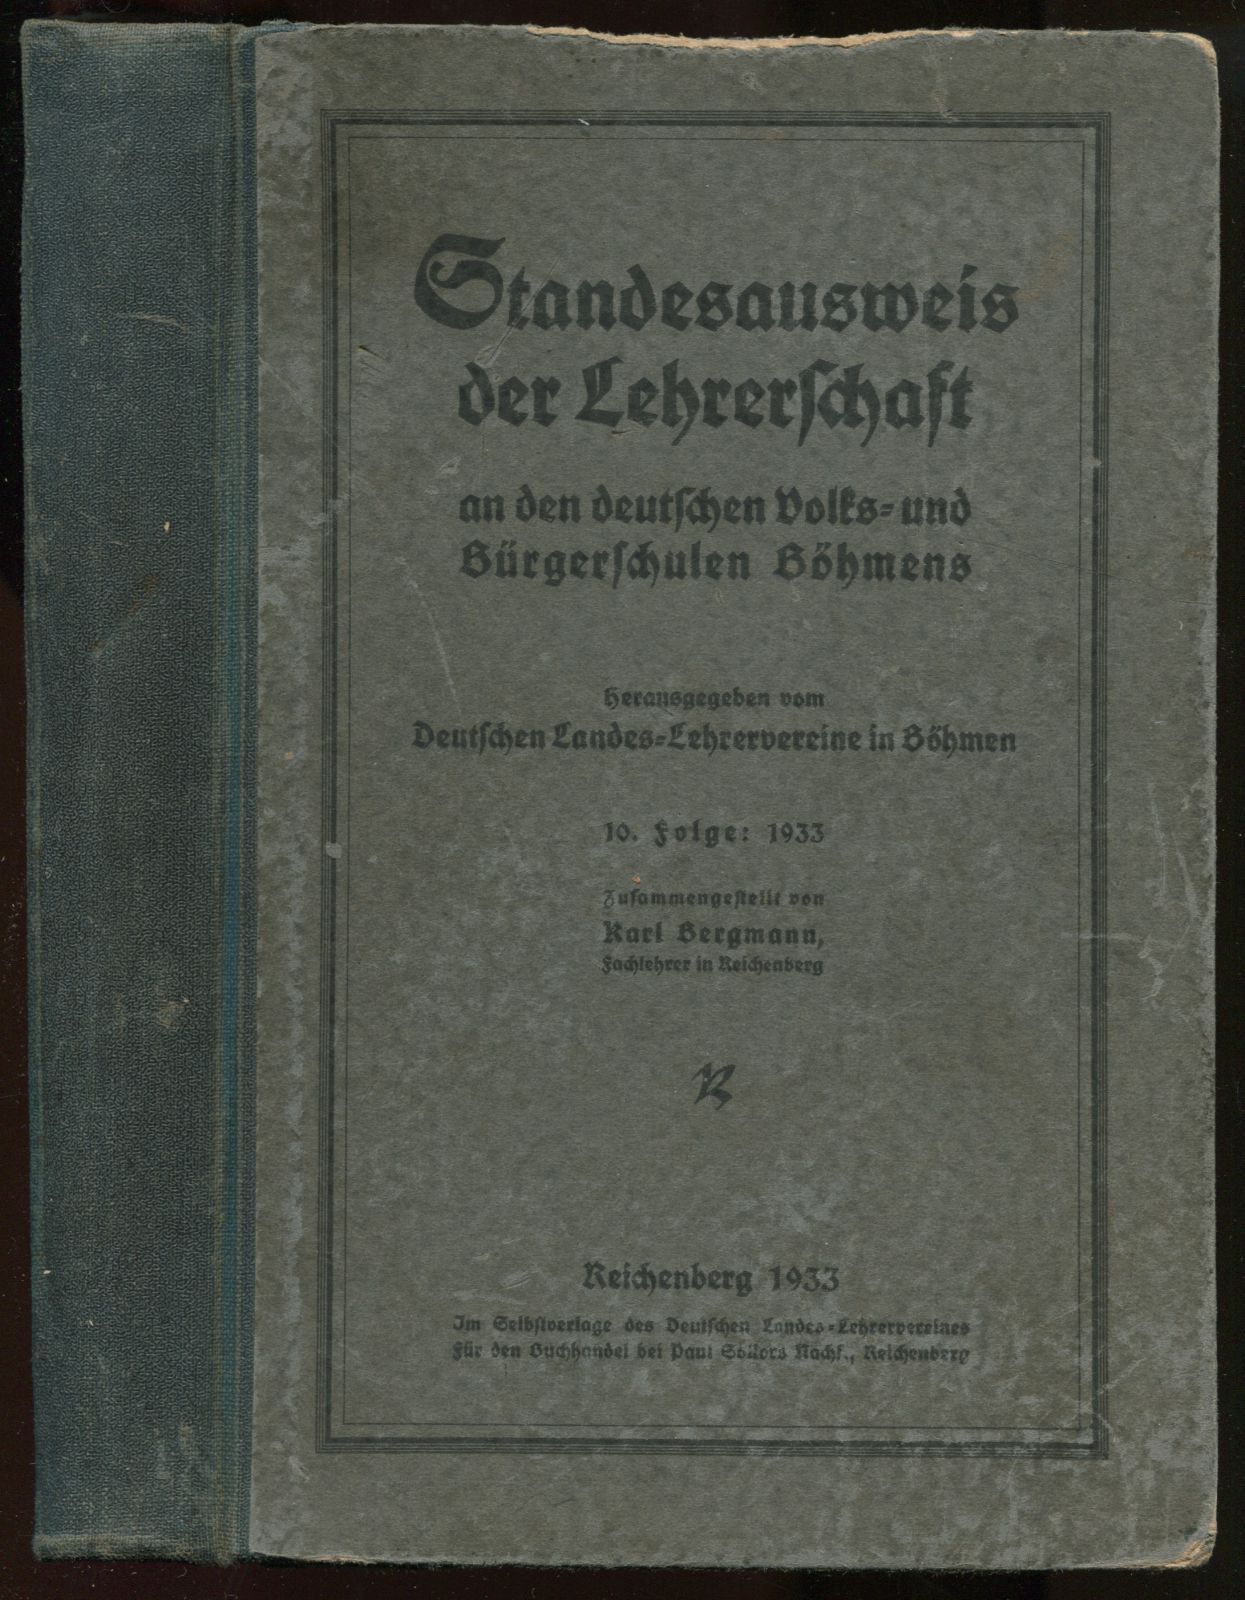 Standesausweis
der Lehrerschaft
an den deutschen Volks- und
Bürgerschulen Böhmens
Herausgegeben vom
Deutschen Landes-Lehrervereine in Böhmen
10. Folge: 1933
Zusammengestellt von
Karl Bergmann,
Fachlehrer in Reichenberg
Reichenberg 1933
Im Selbstverlage des Deutschen Landes-Lehrervereines
Für den Buchhandel bei Paul Sollors Nachf., Reichenberg